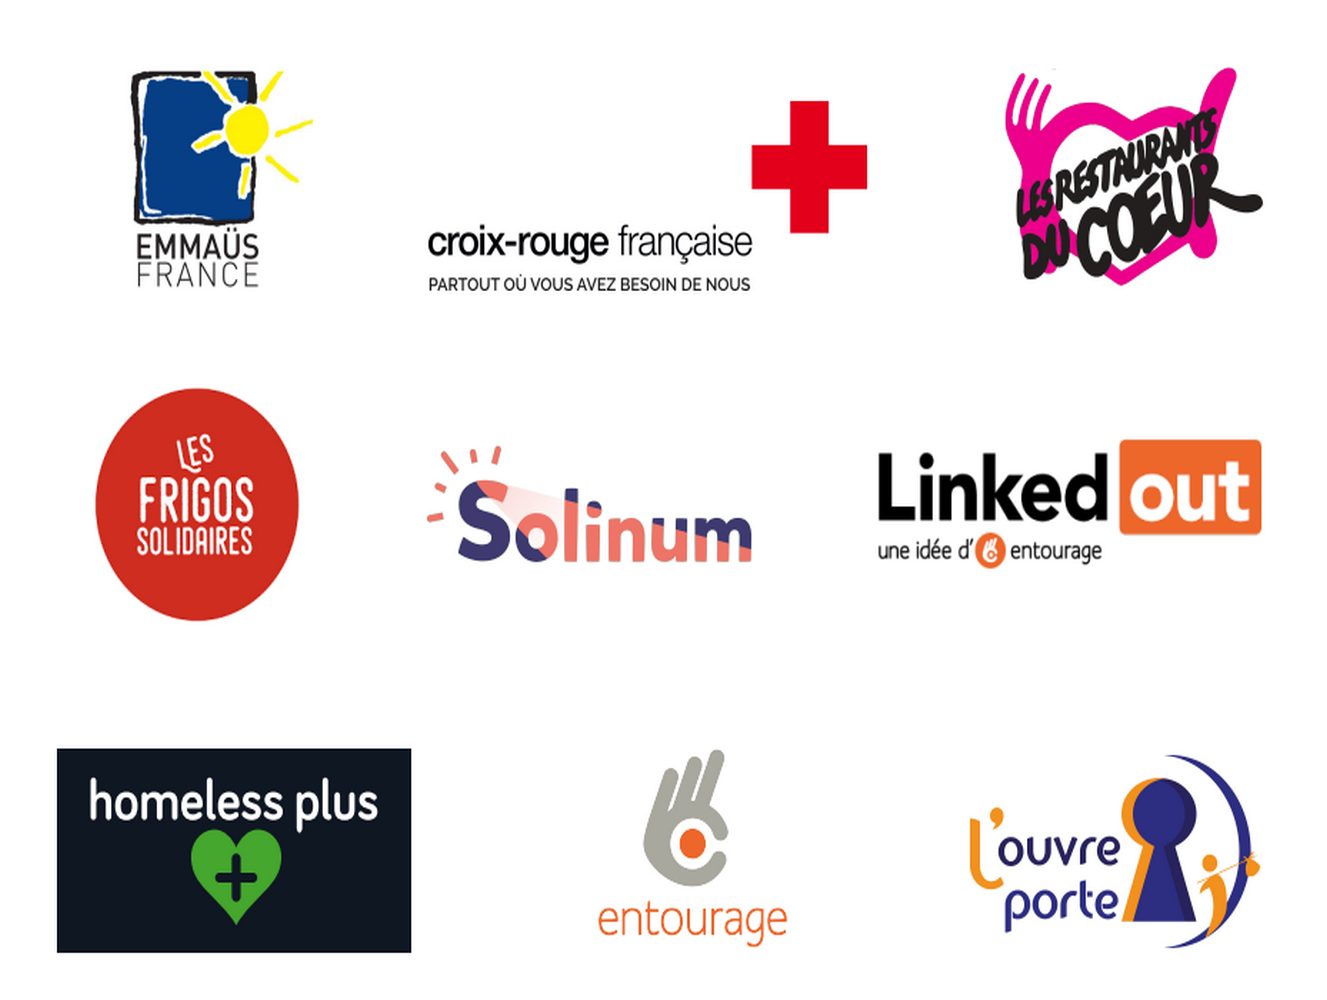 EMMAÜS
FRANCE
croix-rouge française
PARTOUT OÙ VOUS AVEZ BESOIN DE NOUS
LES RESTAURANTS
DU COEUR
LES
FRIGOS
SOLIDAIRES
Solinum
Linked out
une idée d' entourage
homeless plus
entourage
l'ouvre
porte